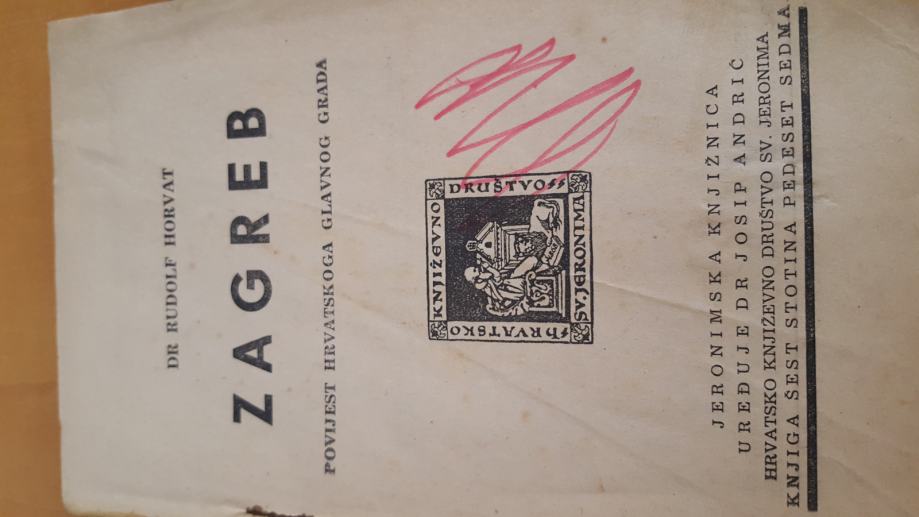 DR RUDOLF HORVAT
ZAGREB
POVIJEST HRVATSKOGA GLAVNOG GRADA
HRVATSKO
KNJIŽEVNO
DRUŠTVO
SV. JERONIMA
JERONIMSKA KNJIŽNICA
UREĐUJE DR JOSIP ANDRIĆ
HRVATSKO KNJIŽEVNO DRUŠTVO SV. JERONIMA
KNJIGA ŠEST STOTINA PEDESET SEDMA